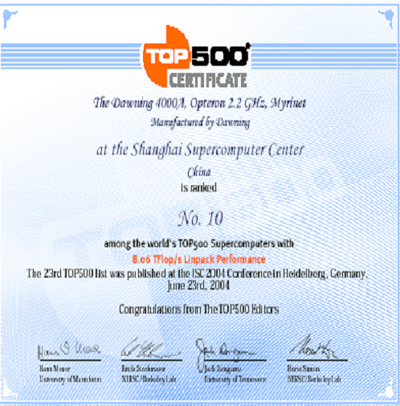 TOP500
CERTIFICATE
The Dawning 4000A, Opteron 2.2 GHz, Myrinet
Manufactured by Dawning
at the Shanghai Supercomputer Center
China
is ranked
No. 10
among the world's TOP500 Supercomputers with
8.06 TFlop/s Linpack Performance
The 23rd TOP500 list was published at the ISC 2004 Conference in Heidelberg, Germany,
June 23rd, 2004
Congratulations from The TOP500 Editors
Hans Meuer Erich Strohmaier Jack Dongarra Horst Simon
University of Mannheim NERSC/Berkeley Lab University of Tennessee NERSC/Berkeley Lab